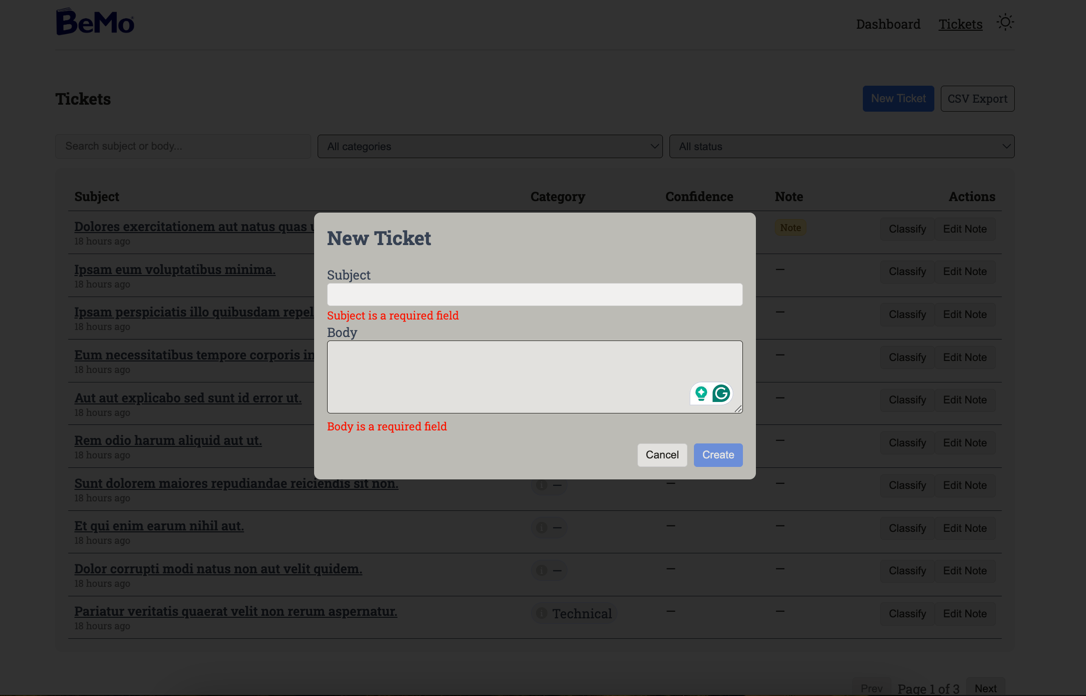 BeMo
Dashboard
Tickets
Tickets
New Ticket
CSV Export
Search subject or body...
All categories
All status
Subject
Category
Confidence
Note
Actions
Dolores exercitationem aut natus quas
18 hours ago
Note
Classify
Edit Note
Ipsam eum voluptatibus minima.
18 hours ago
—
Classify
Edit Note
Ipsam perspiciatis illo quibusdam
18 hours ago
—
Classify
Edit Note
Eum necessitatibus tempore corporis
18 hours ago
—
Classify
Edit Note
Aut aut explicabo sed sunt id error ut.
18 hours ago
—
Classify
Edit Note
Rem odio harum aliquid aut ut.
18 hours ago
—
Classify
Edit Note
Sunt dolorem maiores repudiandae reiciendis sit non.
18 hours ago
—
—
—
Classify
Edit Note
Et qui enim earum nihil aut.
18 hours ago
—
—
—
Classify
Edit Note
Dolor corrupti modi natus non aut velit quidem.
18 hours ago
—
—
—
Classify
Edit Note
Pariatur veritatis quaerat velit non rerum aspernatur.
18 hours ago
Technical
—
—
Classify
Edit Note
Prev
Page 1 of 3
Next
New Ticket
Subject
Subject is a required field
Body
Body is a required field
Cancel
Create